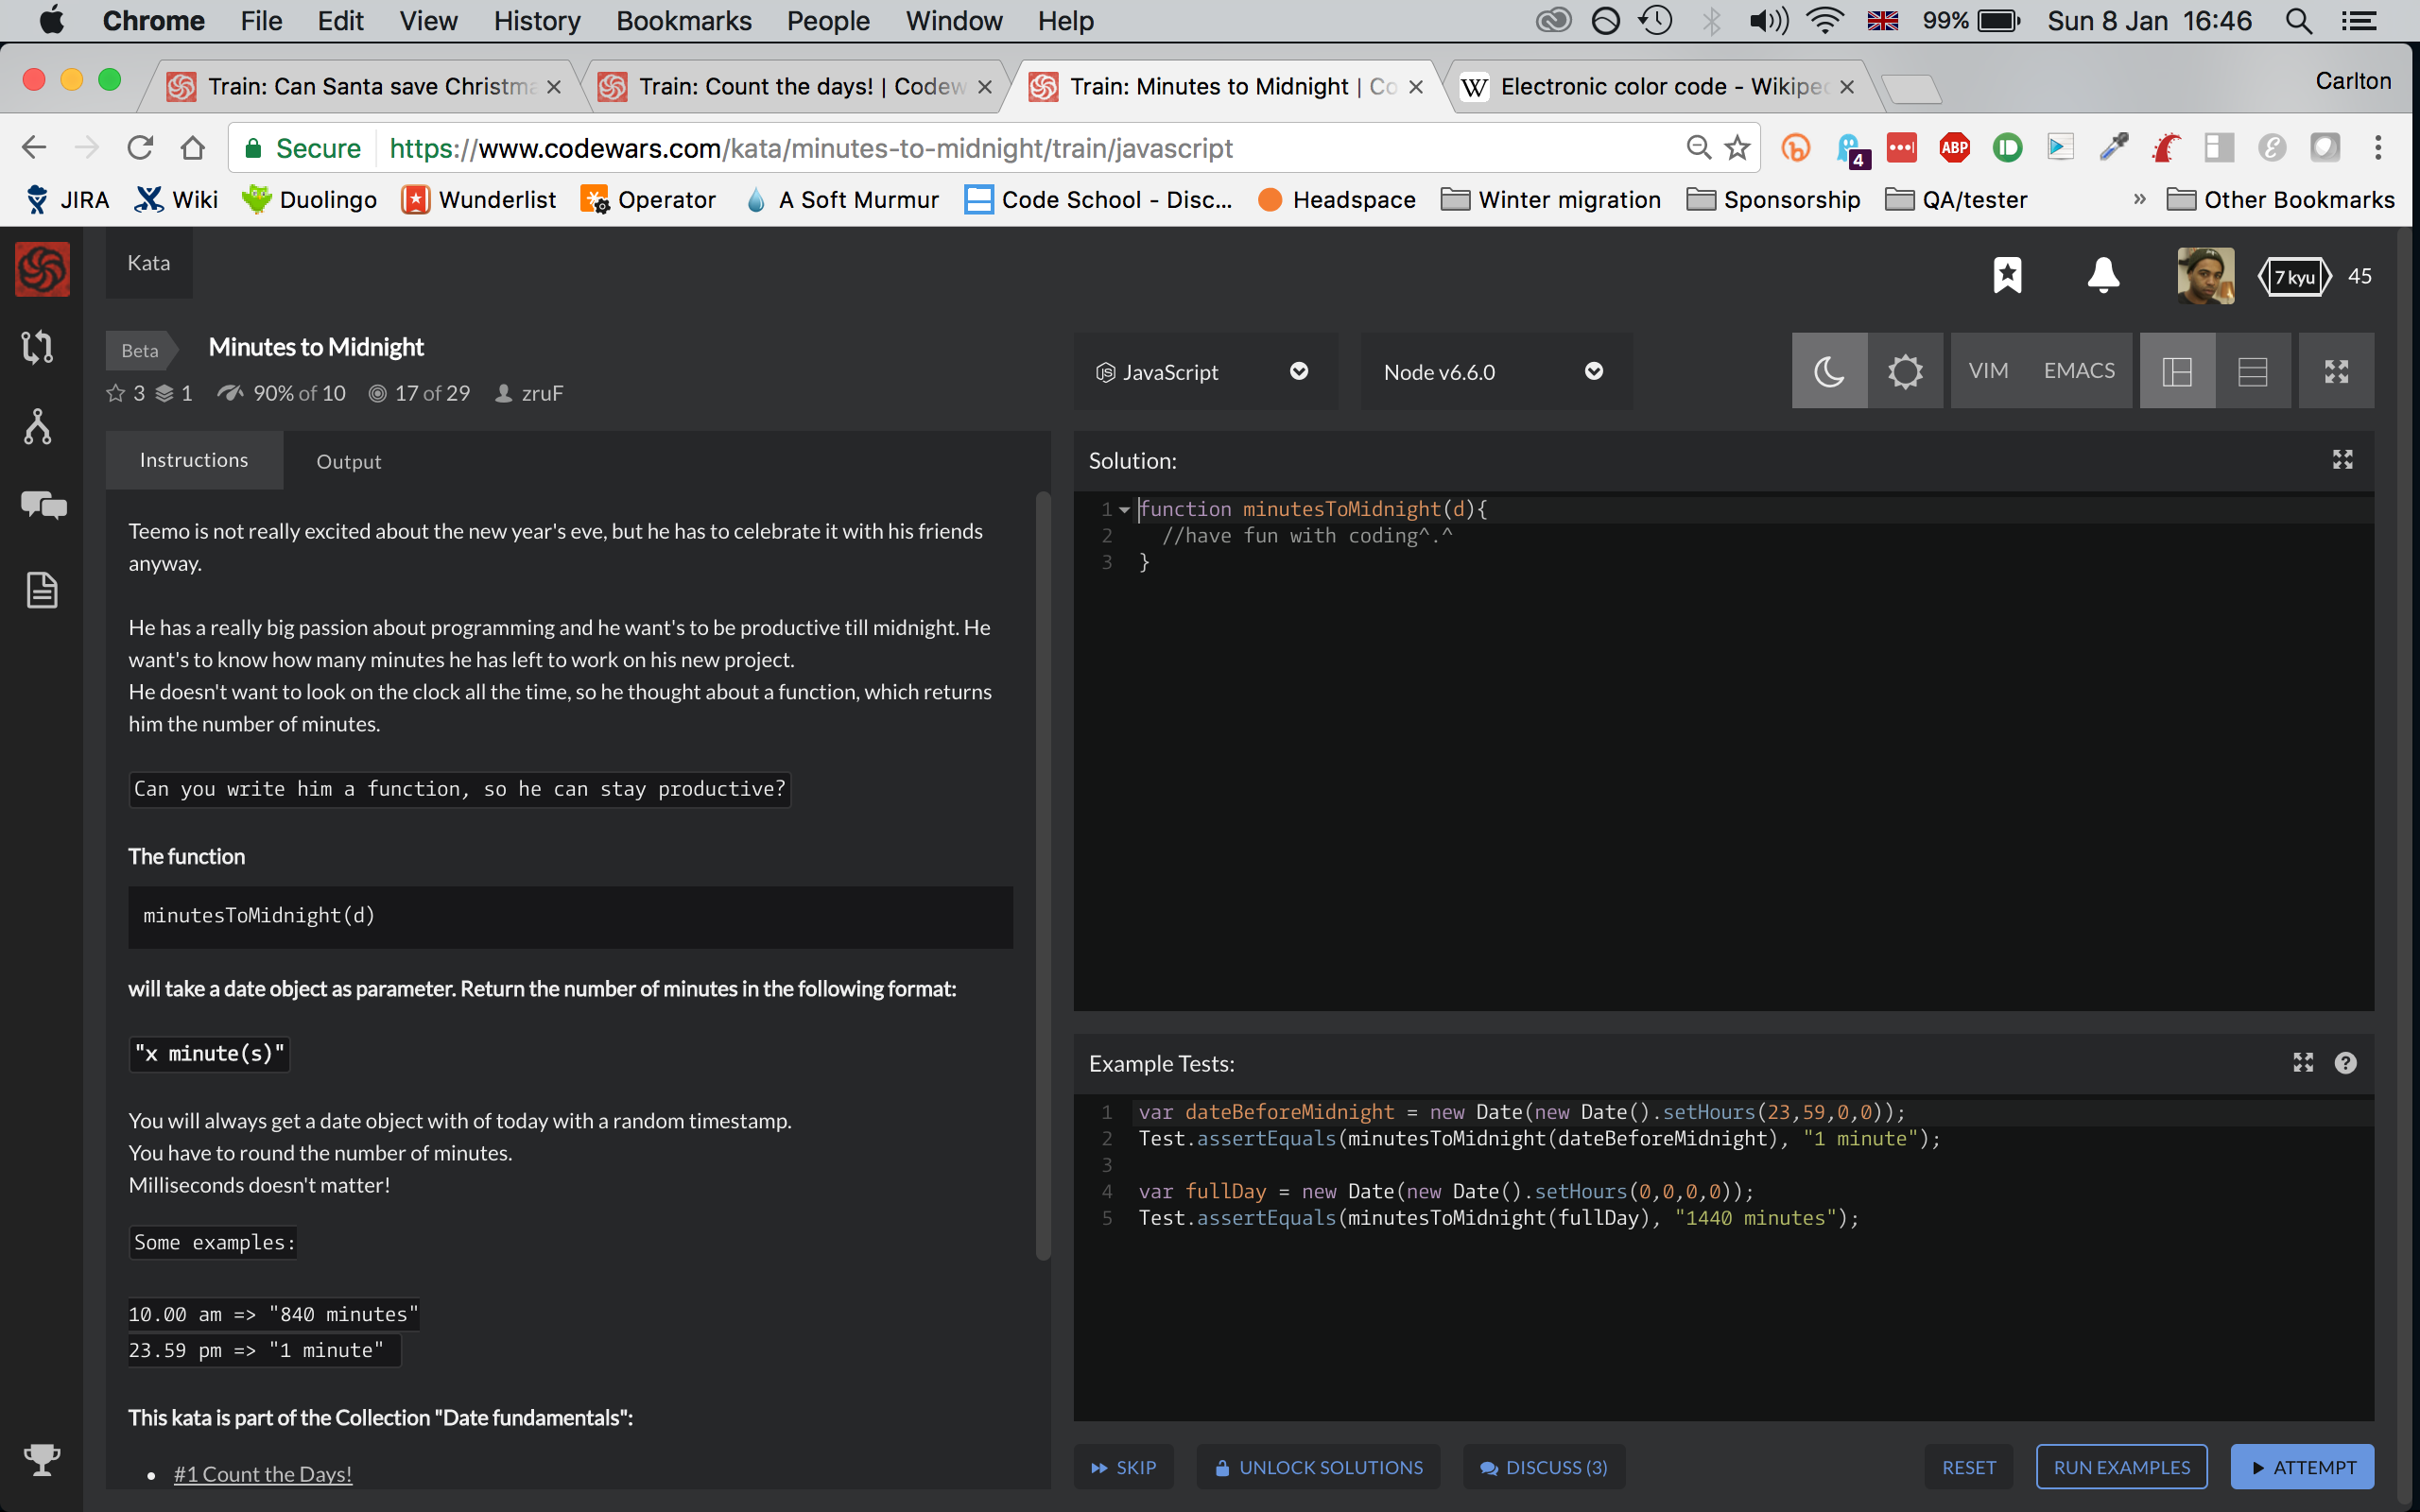 Chrome File Edit View History Bookmarks People Window Help 99% Sun 8 Jan 16:46
Train: Can Santa save Christma Train: Count the days! | Codew Train: Minutes to Midnight | Co W Electronic color code - Wikipe Carlton
Secure https://www.codewars.com/kata/minutes-to-midnight/train/javascript 4 ABP
JIRA Wiki Duolingo Wunderlist Operator A Soft Murmur Code School - Disc... Headspace Winter migration Sponsorship QA/tester » Other Bookmarks
Kata 7 kyu 45
Beta Minutes to Midnight
3 1 90% of 10 17 of 29 zruF
JavaScript Node v6.6.0 VIM EMACS
Instructions Output
Teemo is not really excited about the new year's eve, but he has to celebrate it with his friends
anyway.
He has a really big passion about programming and he want's to be productive till midnight. He
want's to know how many minutes he has left to work on his new project.
He doesn't want to look on the clock all the time, so he thought about a function, which returns
him the number of minutes.
Can you write him a function, so he can stay productive?
The function
minutesToMidnight(d)
will take a date object as parameter. Return the number of minutes in the following format:
"x minute(s)"
You will always get a date object with of today with a random timestamp.
You have to round the number of minutes.
Milliseconds doesn't matter!
Some examples:
10.00 am => "840 minutes"
23.59 pm => "1 minute"
This kata is part of the Collection "Date fundamentals":
• #1 Count the Days!
Solution:
1 function minutesToMidnight(d){
2 //have fun with coding^.^
3 }
Example Tests:
1 var dateBeforeMidnight = new Date(new Date().setHours(23,59,0,0));
2 Test.assertEquals(minutesToMidnight(dateBeforeMidnight), "1 minute");
3
4 var fullDay = new Date(new Date().setHours(0,0,0,0));
5 Test.assertEquals(minutesToMidnight(fullDay), "1440 minutes");
SKIP UNLOCK SOLUTIONS DISCUSS (3) RESET RUN EXAMPLES ATTEMPT